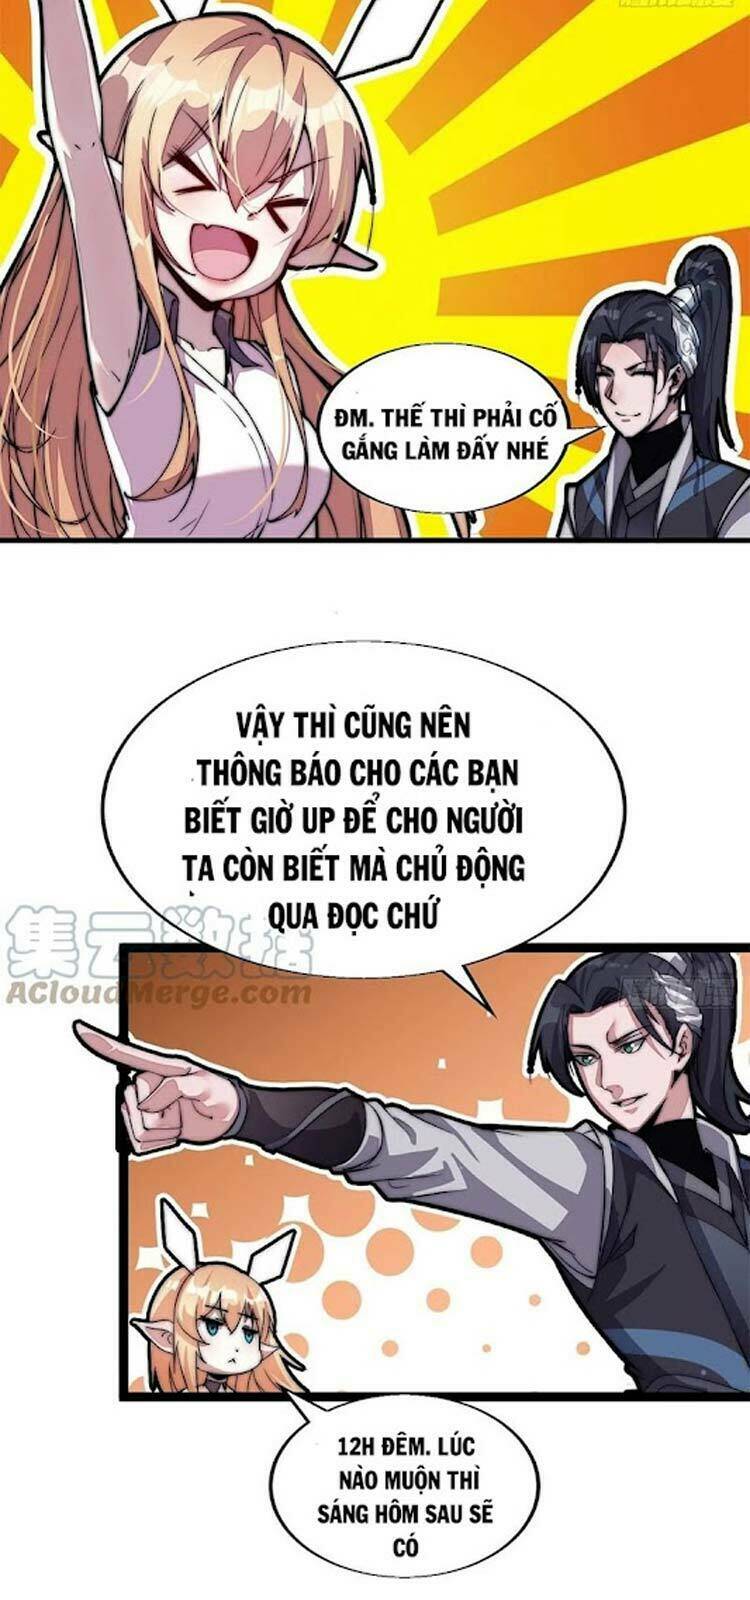 ĐM. THẾ THÌ PHẢI CỐ
GẮNG LÀM ĐẤY NHÉ
VẬY THÌ CŨNG NÊN
THÔNG BÁO CHO CÁC BẠN
BIẾT GIỜ UP ĐỂ CHO NGƯỜI
TA CÒN BIẾT MÀ CHỦ ĐỘNG
QUA ĐỌC CHỨ
集云数据
ACloudMerge.com
12H ĐÊM. LÚC
NÀO MUỘN THÌ
SÁNG HÔM SAU SẼ
CÓ